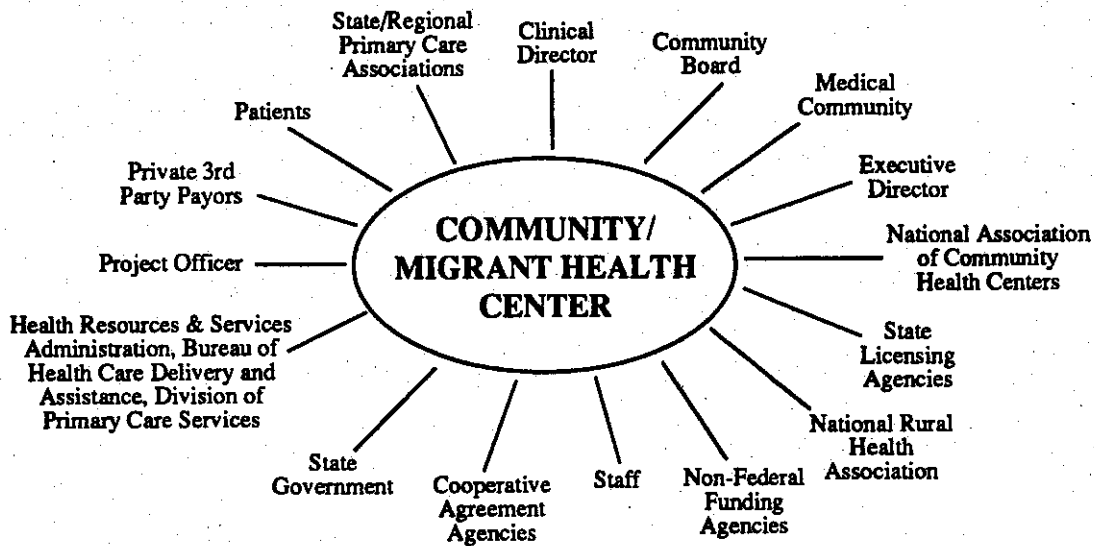 State/Regional
Primary Care
Associations
Clinical
Director
Community
Board
Medical
Community
Patients
Private 3rd
Party Payors
Executive
Director
COMMUNITY/
MIGRANT HEALTH
CENTER
National Association
of Community
Health Centers
Project Officer
Health Resources & Services
Administration, Bureau of
Health Care Delivery and
Assistance, Division of
Primary Care Services
State
Licensing
Agencies
National Rural
Health
Association
State
Government
Cooperative
Agreement
Agencies
Staff
Non-Federal
Funding
Agencies